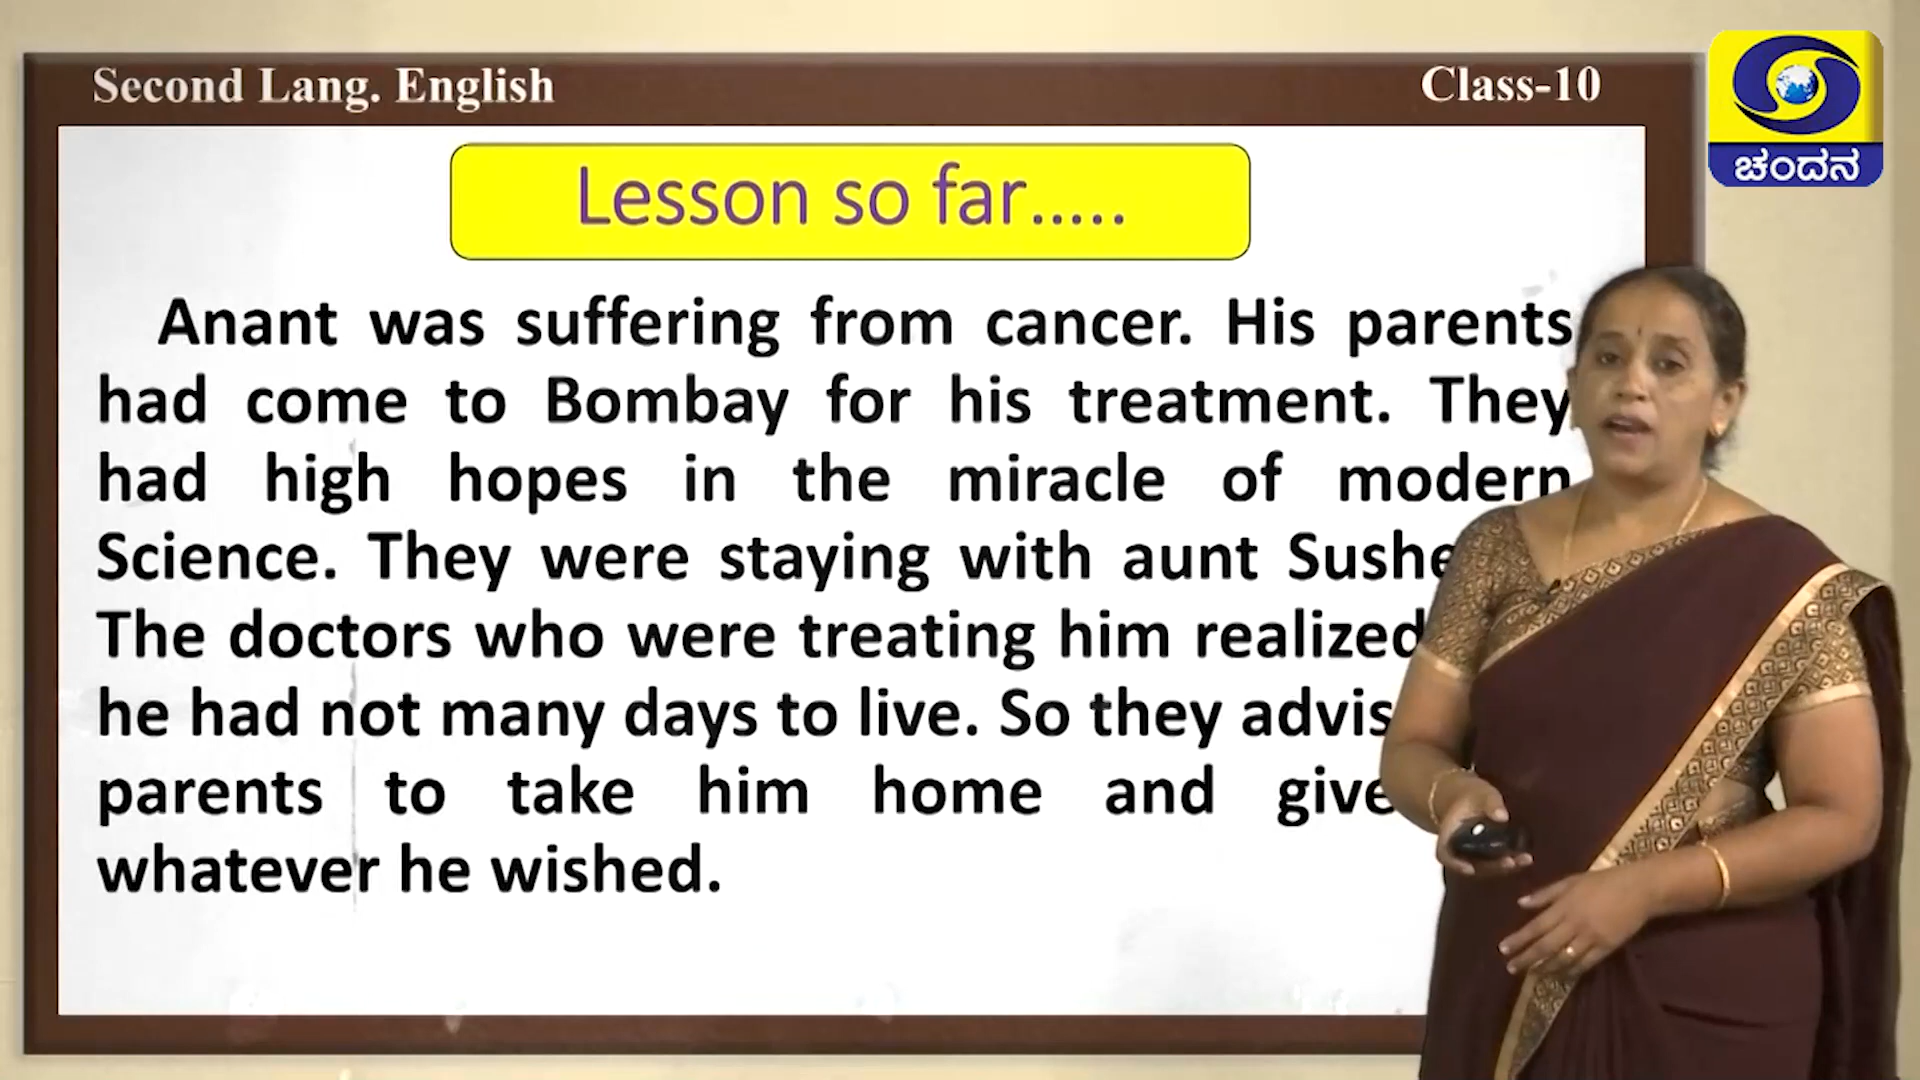 Second Lang. English
Class-10
ಚಂದನ
Lesson so far.....
Anant was suffering from cancer. His parents
had come to Bombay for his treatment. They
had high hopes in the miracle of modern
Science. They were staying with aunt
The doctors who were treating him realized
he had not many days to live. So they
parents to take him home and give
whatever he wished.